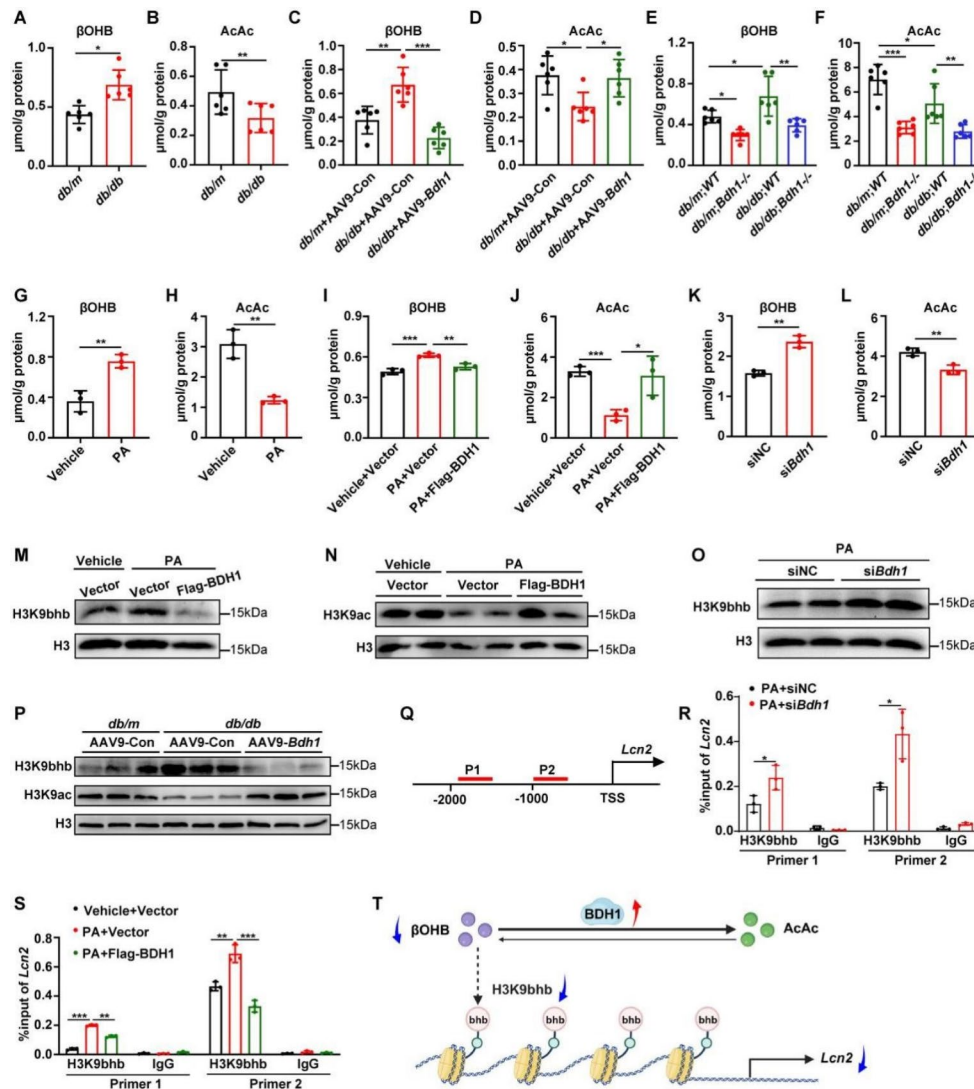 A
βOHB
*
μmol/g protein
1.0
0.5
0.0
db/m
db/db
B
AcAc
**
μmol/g protein
0.8
0.6
0.4
0.2
0.0
db/m
db/db
C
βOHB
** ***
μmol/g protein
1.0
0.8
0.6
0.4
0.2
0.0
db/m+AAV9-Con
db/db+AAV9-Con
db/db+AAV9-Bdh1
D
AcAc
* *
μmol/g protein
0.5
0.4
0.3
0.2
0.1
0.0
db/m+AAV9-Con
db/db+AAV9-Con
db/db+AAV9-Bdh1
E
βOHB
* **
*
μmol/g protein
0.8
0.4
0.0
db/m;WT
db/m;Bdh1-/-
db/db;WT
db/db;Bdh1-/-
F
AcAc
*
*** **
μmol/g protein
10
8
6
4
2
0
db/m;WT
db/m;Bdh1-/-
db/db;WT
db/db;Bdh1-/
G
βOHB
**
μmol/g protein
1.2
0.8
0.4
0.0
Vehicle
PA
H
AcAc
**
μmol/g protein
4
3
2
1
0
Vehicle
PA
I
βOHB
*** **
μmol/g protein
0.9
0.6
0.3
0.0
Vehicle+Vector
PA+Vector
PA+Flag-BDH1
J
AcAc
*** *
μmol/g protein
6
4
2
0
Vehicle+Vector
PA+Vector
PA+Flag-BDH1
K
βOHB
**
μmol/g protein
3
2
1
0
siNC
siBdh1
L
AcAc
**
μmol/g protein
6
4
2
0
siNC
siBdh1
M
Vehicle PA
Vector Vector Flag-BDH1
H3K9bhb 15kDa
H3 15kDa
N
Vehicle PA
Vector Vector Flag-BDH1
H3K9ac 15kDa
H3 15kDa
O
PA
siNC siBdh1
H3K9bhb 15kDa
H3 15kDa
P
db/m db/db
AAV9-Con AAV9-Con AAV9-Bdh1
H3K9bhb 15kDa
H3K9ac 15kDa
H3 15kDa
Q
Lcn2
P1 P2
-2000 -1000 TSS
R
PA+siNC
PA+siBdh1
* *
%input of Lcn2
0.6
0.4
0.2
0.0
H3K9bhb IgG H3K9bhb IgG
Primer 1 Primer 2
S
Vehicle+Vector
PA+Vector
PA+Flag-BDH1
*** ** ** ***
%input of Lcn2
0.8
0.6
0.4
0.2
0.0
H3K9bhb IgG H3K9bhb IgG
Primer 1 Primer 2
T
βOHB BDH1 AcAc
H3K9bhb
bhb bhb bhb bhb
Lcn2